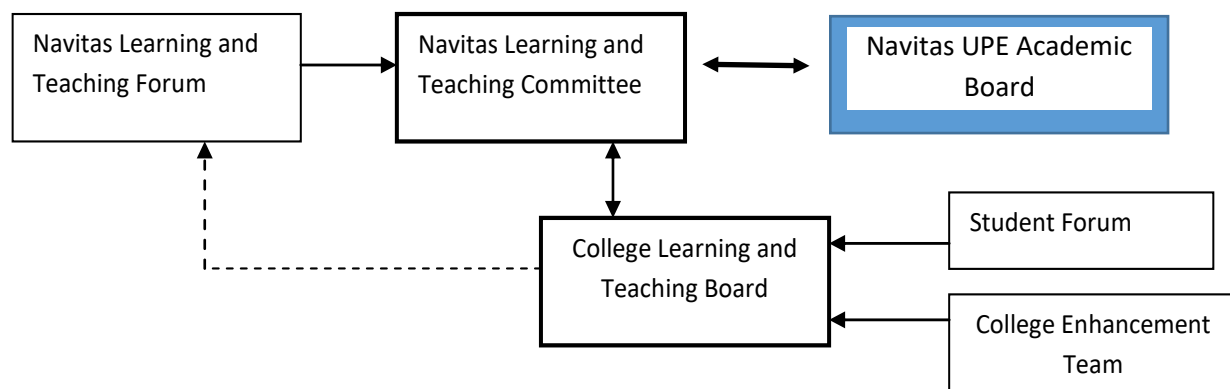 Navitas Learning and
Teaching Forum
Navitas Learning and
Teaching Committee
Navitas UPE Academic
Board
College Learning and
Teaching Board
Student Forum
College Enhancement
Team